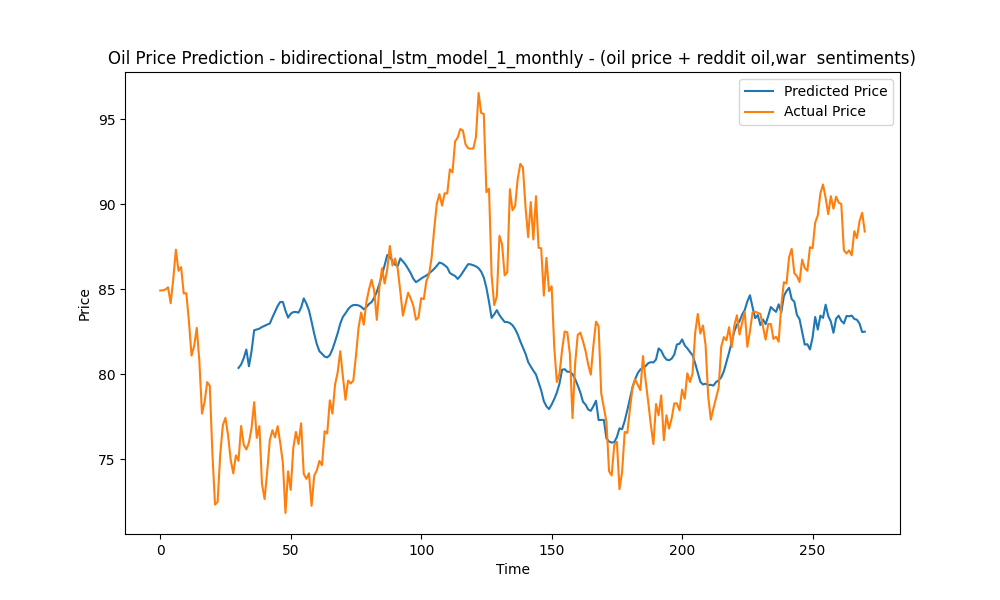 Oil Price Prediction - bidirectional_lstm_model_1_monthly - (oil price + reddit oil,war  sentiments)
Predicted Price
Actual Price
95
90
85
80
75
Price
0 50 100 150 200 250
Time